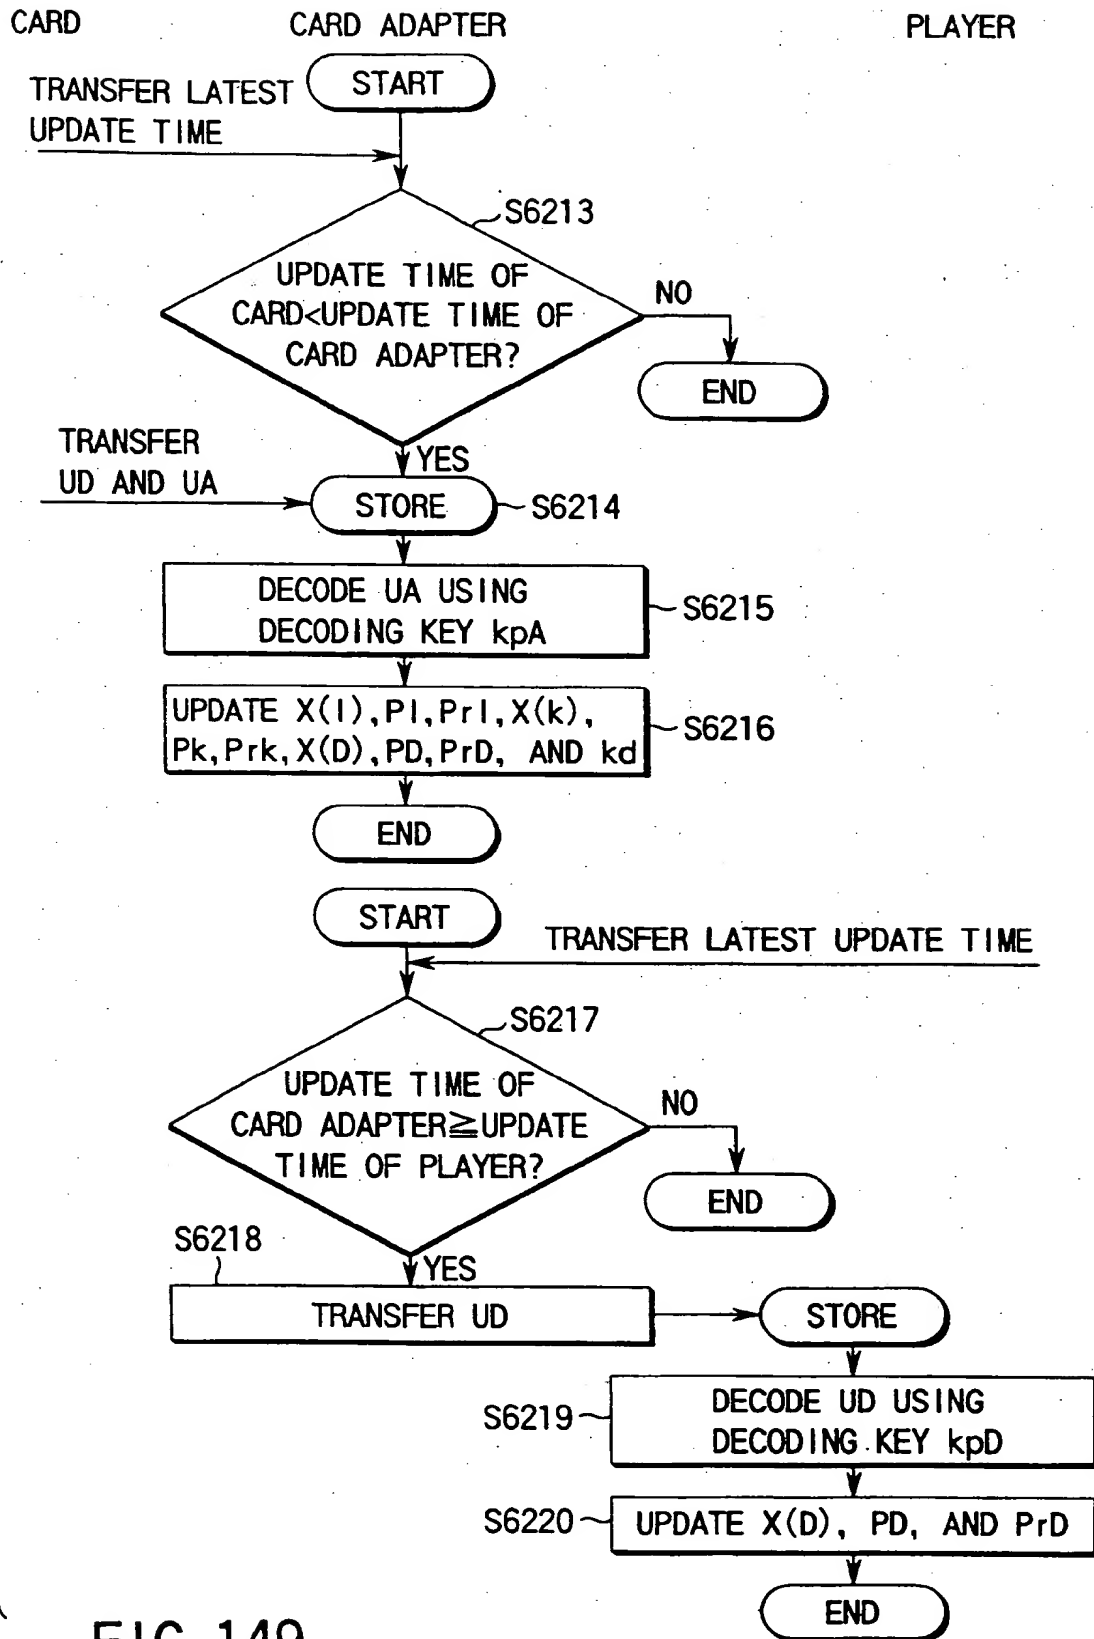 CARD
CARD ADAPTER
PLAYER
START
TRANSFER LATEST
UPDATE TIME
S6213
UPDATE TIME OF
CARD<UPDATE TIME OF
CARD ADAPTER?
NO
END
TRANSFER
UD AND UA
YES
STORE
S6214
DECODE UA USING
DECODING KEY kpA
S6215
UPDATE X(I),PI,PrI,X(k),
Pk,Prk,X(D),PD,PrD, AND kd
S6216
END
START
TRANSFER LATEST UPDATE TIME
S6217
UPDATE TIME OF
CARD ADAPTER≧UPDATE
TIME OF PLAYER?
NO
END
S6218
YES
TRANSFER UD
STORE
S6219
DECODE UD USING
DECODING KEY kpD
S6220
UPDATE X(D), PD, AND PrD
END
FIG.149